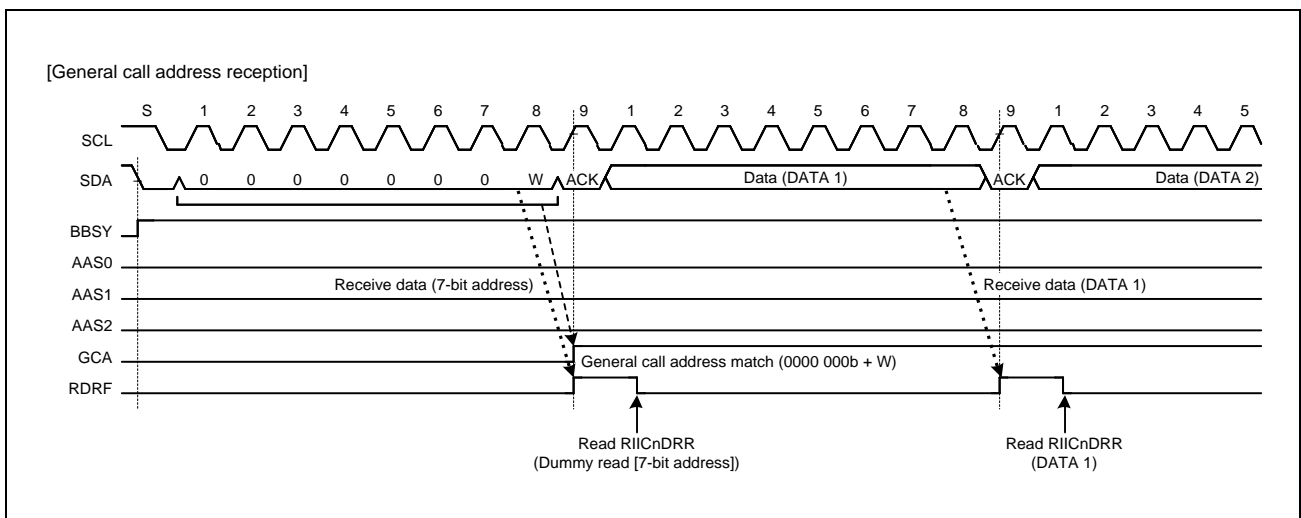 [General call address reception]
S 1 2 3 4 5 6 7 8 9 1 2 3 4 5 6 7 8 9 1 2 3 4 5
SCL
SDA 0 0 0 0 0 0 0 W ACK Data (DATA 1) ACK Data (DATA 2)
BBSY
AAS0
Receive data (7-bit address) Receive data (DATA 1)
AAS1
AAS2
GCA General call address match (0000 000b + W)
RDRF
Read RIICnDRR Read RIICnDRR
(Dummy read [7-bit address]) (DATA 1)